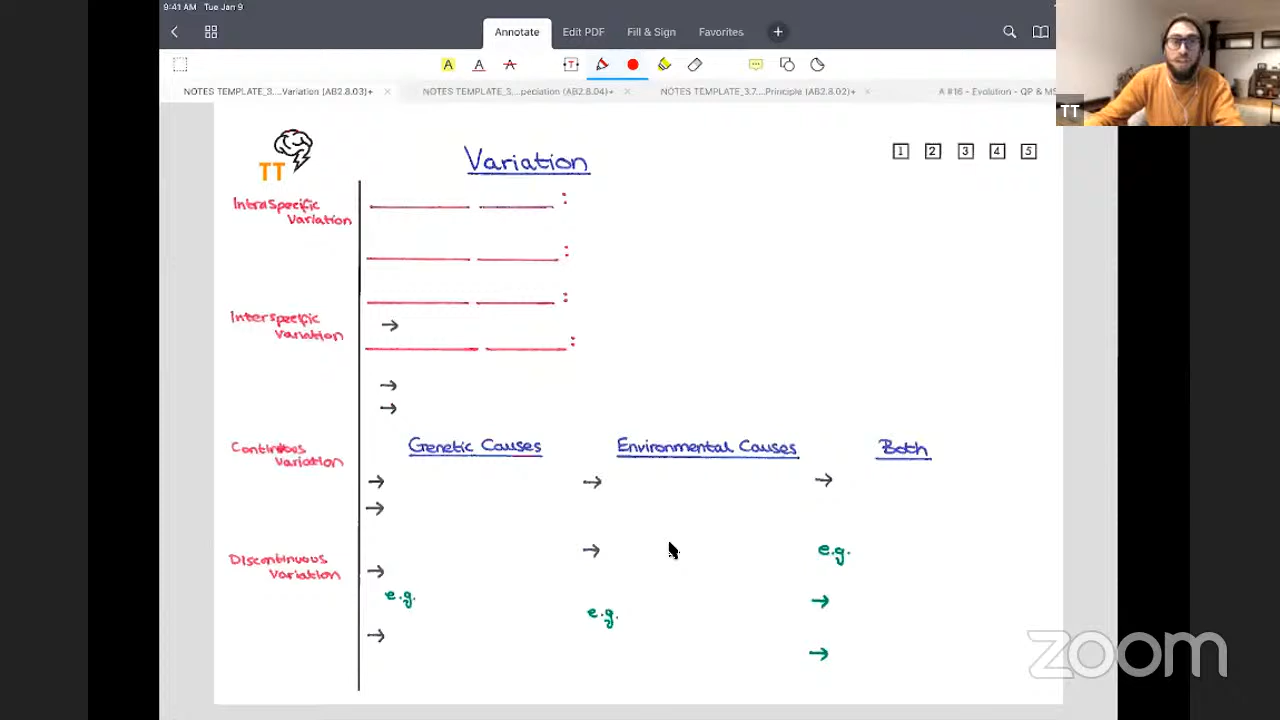 9:41 AM Tue Jan 9
Annotate Edit PDF Fill & Sign Favorites +
A A A T
NOTES TEMPLATE_3....Variation (AB2.8.03)+ × NOTES TEMPLATE_3...peciation (AB2.8.04)+ × NOTES TEMPLATE_3.7....Principle (AB2.8.02)+ × A #16 - Evolution - QP & MS
TT
TT
Variation
1 2 3 4 5
Intraspecific
Variation
:
:
:
Interspecific
Variation
→
:
→
→
Continuous
Variation
Genetic Causes Environmental Causes Both
→ → →
→
→ e.g.
Discontinuous
Variation
→
e.g. → 
e.g.
→
→
zoom